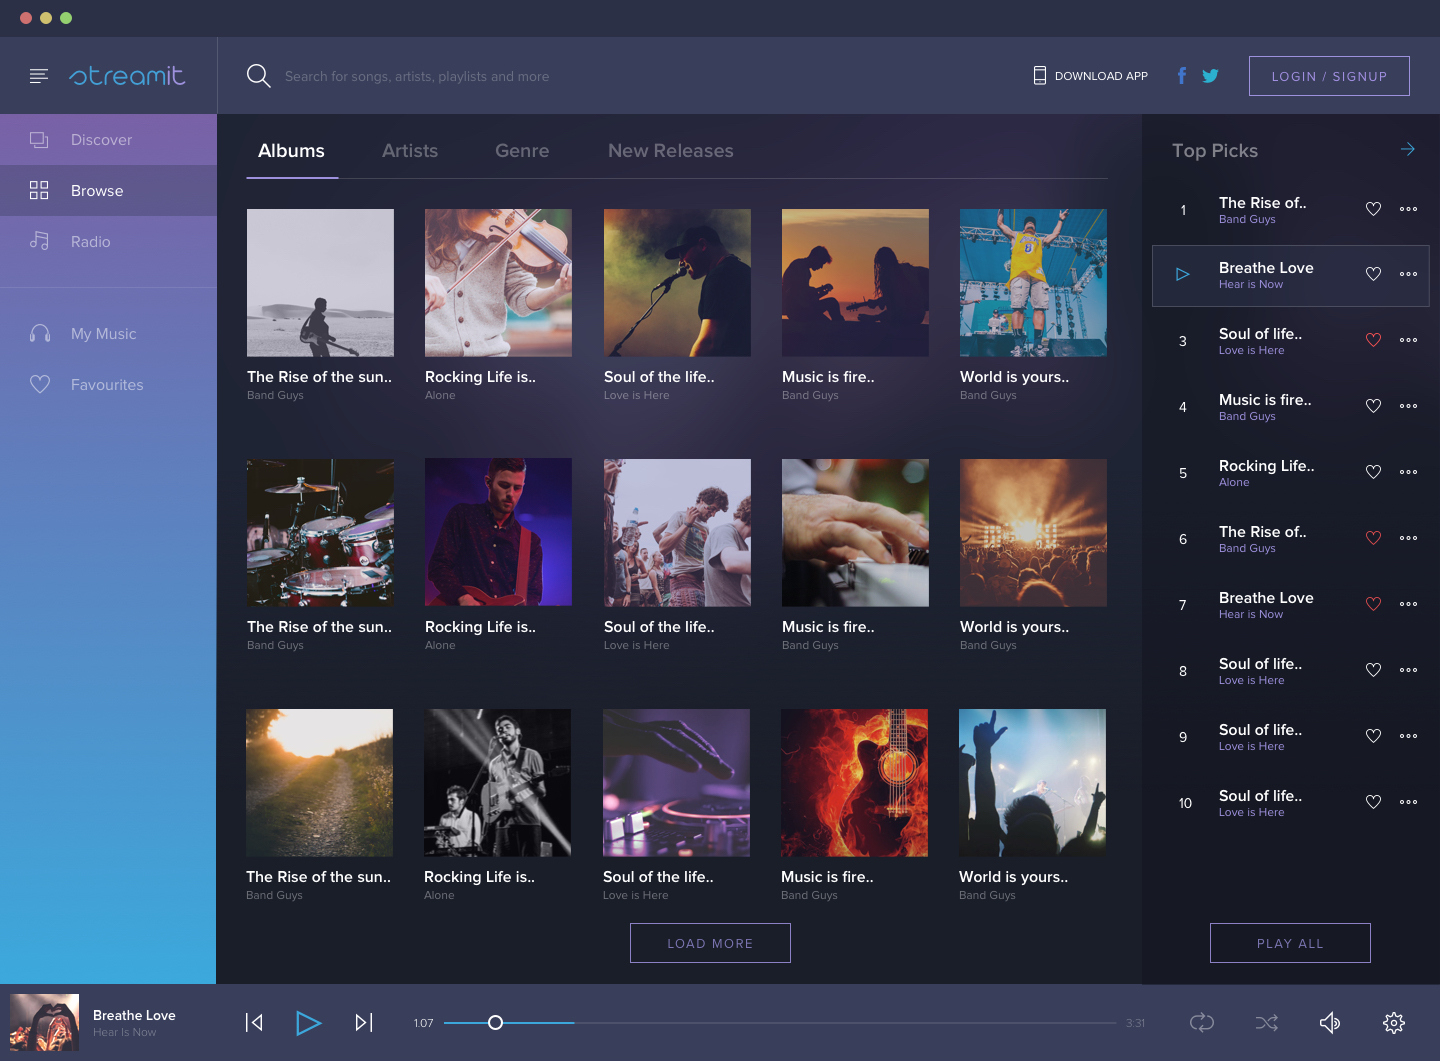 streamit
Search for songs, artists, playlists and more
DOWNLOAD APP
LOGIN / SIGNUP
Discover
Browse
Radio
My Music
Favourites
Albums
Artists
Genre
New Releases
The Rise of the sun..
Band Guys
Rocking Life is..
Alone
Soul of the life..
Love is Here
Music is fire..
Band Guys
World is yours..
Band Guys
The Rise of the sun..
Band Guys
Rocking Life is..
Alone
Soul of the life..
Love is Here
Music is fire..
Band Guys
World is yours..
Band Guys
The Rise of the sun..
Band Guys
Rocking Life is..
Alone
Soul of the life..
Love is Here
Music is fire..
Band Guys
World is yours..
Band Guys
LOAD MORE
Top Picks
1
The Rise of..
Band Guys
Breathe Love
Hear is Now
3
Soul of life..
Love is Here
4
Music is fire..
Band Guys
5
Rocking Life..
Alone
6
The Rise of..
Band Guys
7
Breathe Love
Hear is Now
8
Soul of life..
Love is Here
9
Soul of life..
Love is Here
10
Soul of life..
Love is Here
PLAY ALL
Breathe Love
Hear Is Now
1:07
3:31